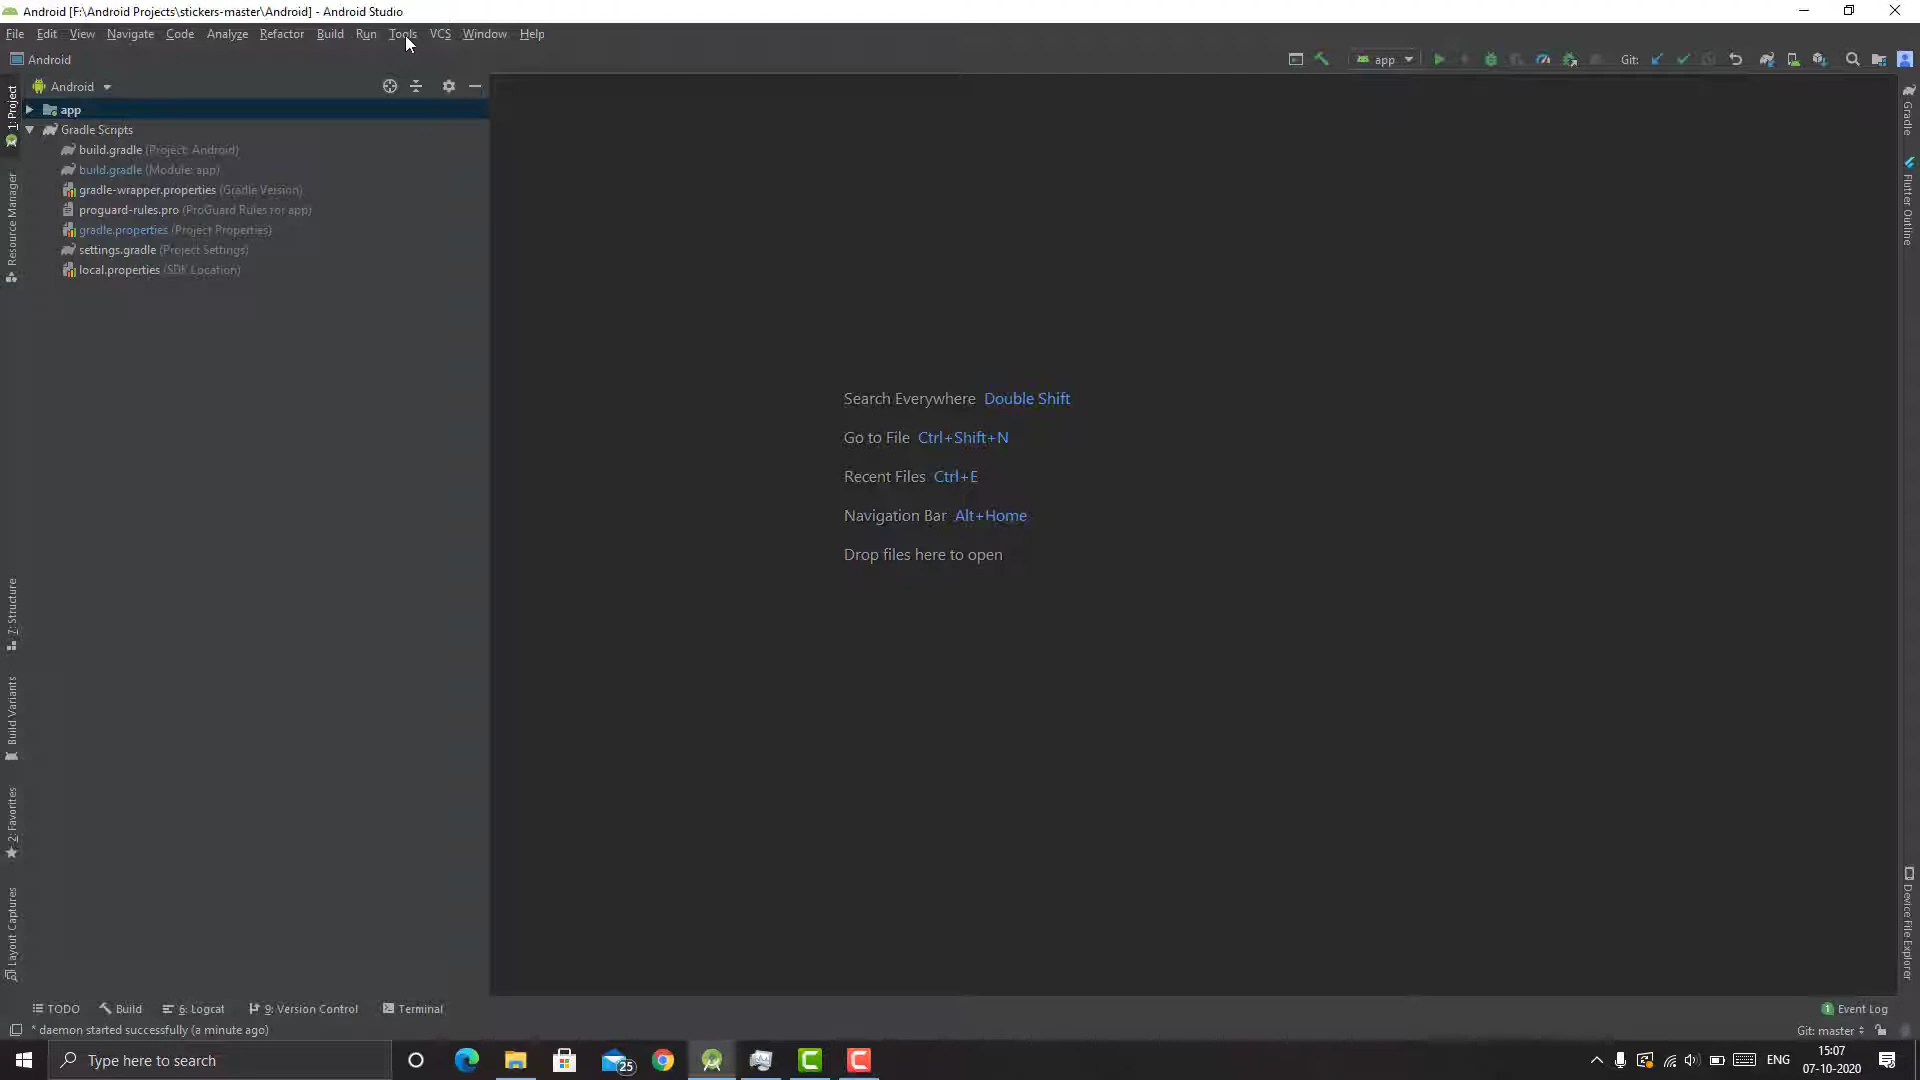 Android [F:\Android Projects\stickers-master\Android] - Android Studio
File Edit View Navigate Code Analyze Refactor Build Run Tools VCS Window Help
Android
app
Git:
Android
app
Gradle Scripts
build.gradle (Project: Android)
build.gradle (Module: app)
gradle-wrapper.properties (Gradle Version)
proguard-rules.pro (ProGuard Rules for app)
gradle.properties (Project Properties)
settings.gradle (Project Settings)
local.properties (SDK Location)
1: Project
Resource Manager
7: Structure
Build Variants
2: Favorites
Layout Captures
Search Everywhere Double Shift
Go to File Ctrl+Shift+N
Recent Files Ctrl+E
Navigation Bar Alt+Home
Drop files here to open
Gradle
Flutter Outline
Device File Explorer
TODO Build 6: Logcat 9: Version Control Terminal
1 Event Log
* daemon started successfully (a minute ago)
Git: master
Type here to search
25
ENG
15:07
07-10-2020